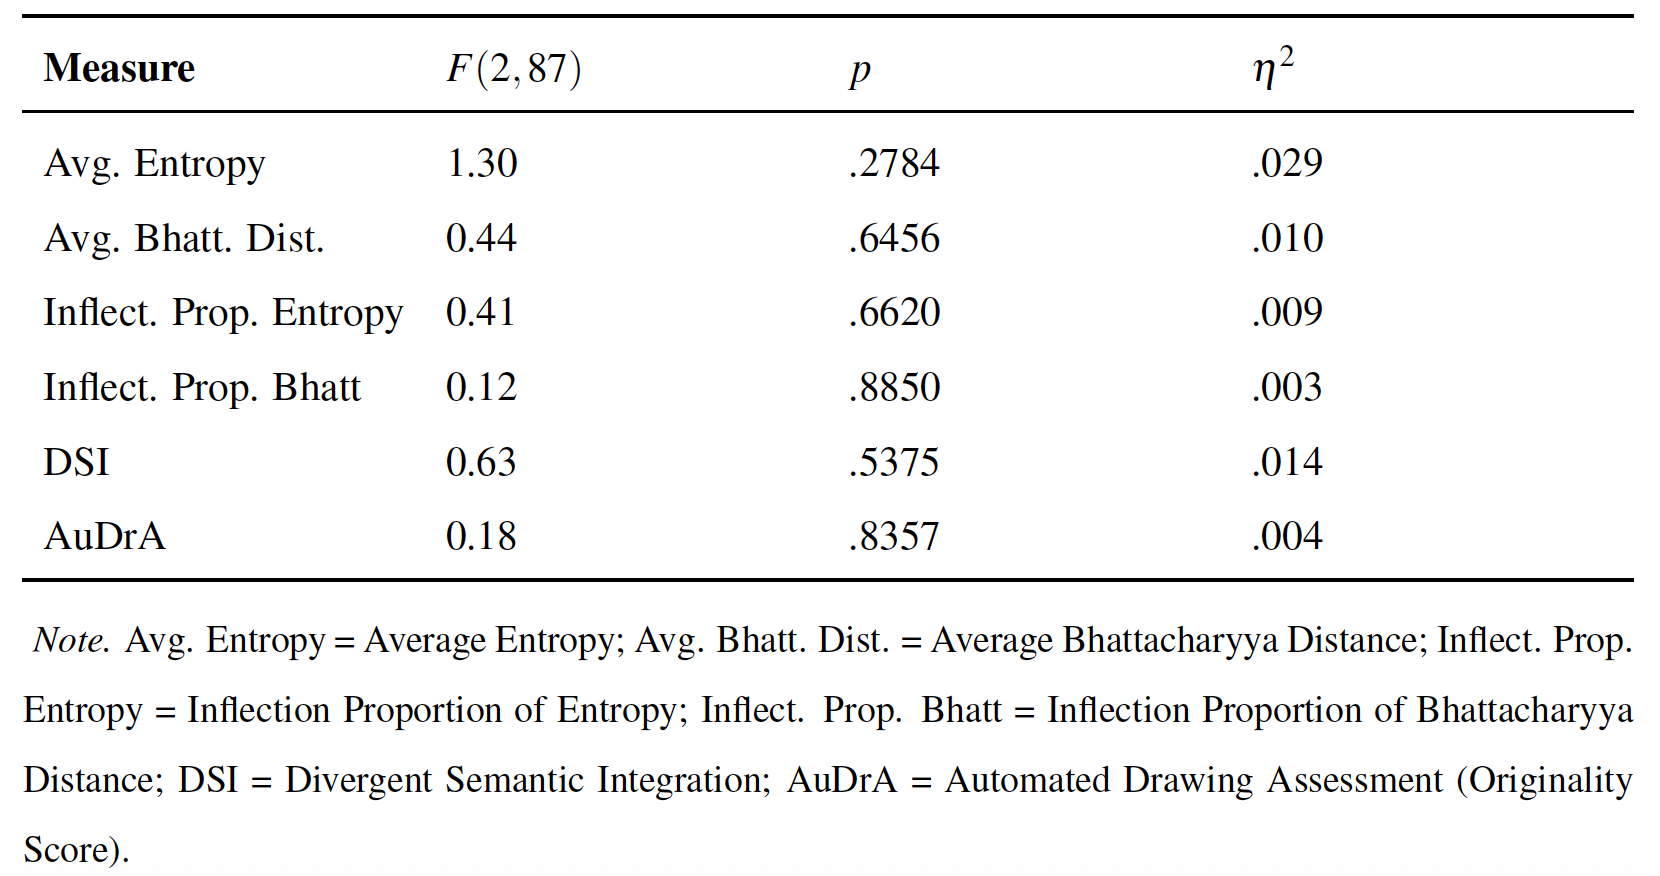 Measure F(2,87) p η²
Avg. Entropy 1.30 .2784 .029
Avg. Bhatt. Dist. 0.44 .6456 .010
Inflect. Prop. Entropy 0.41 .6620 .009
Inflect. Prop. Bhatt 0.12 .8850 .003
DSI 0.63 .5375 .014
AuDrA 0.18 .8357 .004
Note. Avg. Entropy = Average Entropy; Avg. Bhatt. Dist. = Average Bhattacharyya Distance; Inflect. Prop.
Entropy = Inflection Proportion of Entropy; Inflect. Prop. Bhatt = Inflection Proportion of Bhattacharyya
Distance; DSI = Divergent Semantic Integration; AuDrA = Automated Drawing Assessment (Originality
Score).